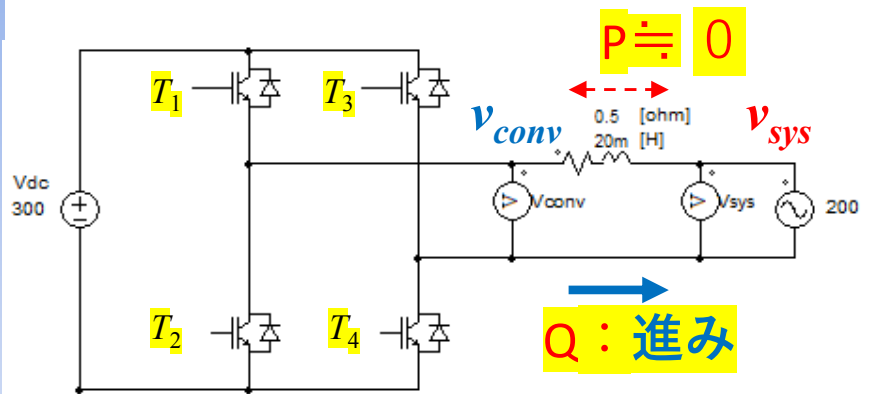 P≒ 0
T1
T3
vconv
0.5 [ohm]
20m [H]
vsys
Vdc
300
Vconv
Vsys
200
T2
T4
Q：進み